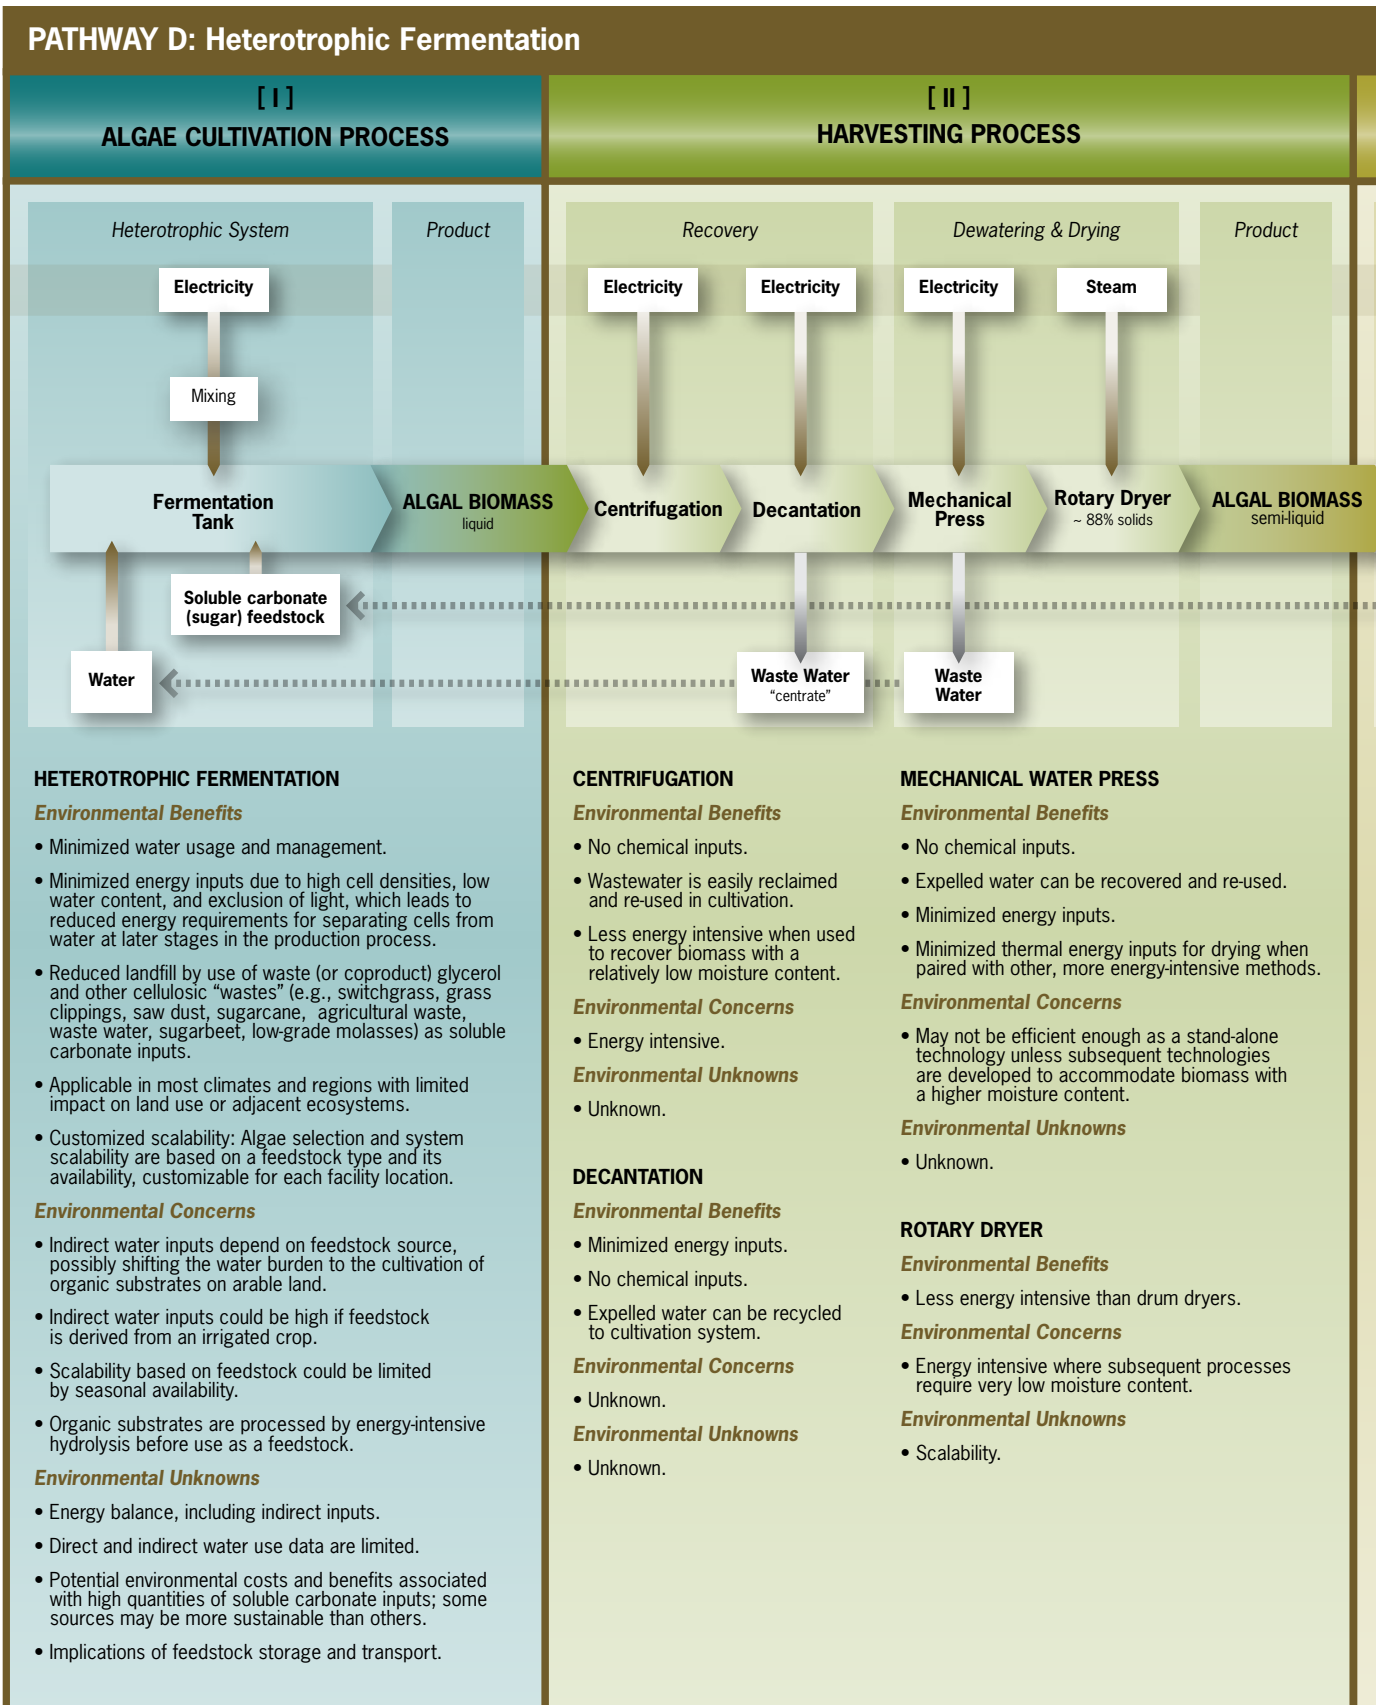 PATHWAY D: Heterotrophic Fermentation
[ I ]
ALGAE CULTIVATION PROCESS
[ II ]
HARVESTING PROCESS
Heterotrophic System
Product
Recovery
Dewatering & Drying
Product
Electricity
Electricity
Electricity
Electricity
Steam
Mixing
Fermentation
Tank
ALGAL BIOMASS
liquid
Centrifugation
Decantation
Mechanical
Press
Rotary Dryer
~ 88% solids
ALGAL BIOMASS
semi-liquid
Soluble carbonate
(sugar) feedstock
Water
Waste Water
“centrate”
Waste
Water
HETEROTROPHIC FERMENTATION
Environmental Benefits
• Minimized water usage and management.
• Minimized energy inputs due to high cell densities, low
water content, and exclusion of light, which leads to
reduced energy requirements for separating cells from
water at later stages in the production process.
• Reduced landfill by use of waste (or coproduct) glycerol
and other cellulosic “wastes” (e.g., switchgrass, grass
clippings, saw dust, sugarcane, agricultural waste,
waste water, sugarbeet, low-grade molasses) as soluble
carbonate inputs.
• Applicable in most climates and regions with limited
impact on land use or adjacent ecosystems.
• Customized scalability: Algae selection and system
scalability are based on a feedstock type and its
availability, customizable for each facility location.
Environmental Concerns
• Indirect water inputs depend on feedstock source,
possibly shifting the water burden to the cultivation of
organic substrates on arable land.
• Indirect water inputs could be high if feedstock
is derived from an irrigated crop.
• Scalability based on feedstock could be limited
by seasonal availability.
• Organic substrates are processed by energy-intensive
hydrolysis before use as a feedstock.
Environmental Unknowns
• Energy balance, including indirect inputs.
• Direct and indirect water use data are limited.
• Potential environmental costs and benefits associated
with high quantities of soluble carbonate inputs; some
sources may be more sustainable than others.
• Implications of feedstock storage and transport.
CENTRIFUGATION
Environmental Benefits
• No chemical inputs.
• Wastewater is easily reclaimed
and re-used in cultivation.
• Less energy intensive when used
to recover biomass with a
relatively low moisture content.
Environmental Concerns
• Energy intensive.
Environmental Unknowns
• Unknown.
DECANTATION
Environmental Benefits
• Minimized energy inputs.
• No chemical inputs.
• Expelled water can be recycled
to cultivation system.
Environmental Concerns
• Unknown.
Environmental Unknowns
• Unknown.
MECHANICAL WATER PRESS
Environmental Benefits
• No chemical inputs.
• Expelled water can be recovered and re-used.
• Minimized energy inputs.
• Minimized thermal energy inputs for drying when
paired with other, more energy-intensive methods.
Environmental Concerns
• May not be efficient enough as a stand-alone
technology unless subsequent technologies
are developed to accommodate biomass with
a higher moisture content.
Environmental Unknowns
• Unknown.
ROTARY DRYER
Environmental Benefits
• Less energy intensive than drum dryers.
Environmental Concerns
• Energy intensive where subsequent processes
require very low moisture content.
Environmental Unknowns
• Scalability.